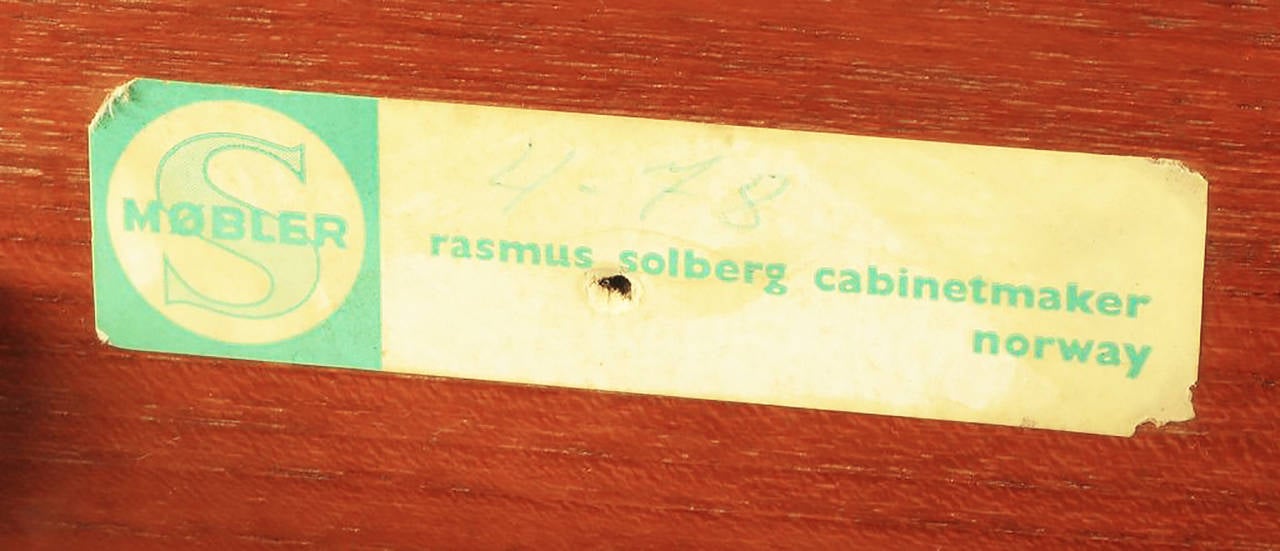 S
MØBLER
4-78
rasmus solberg cabinetmaker
norway